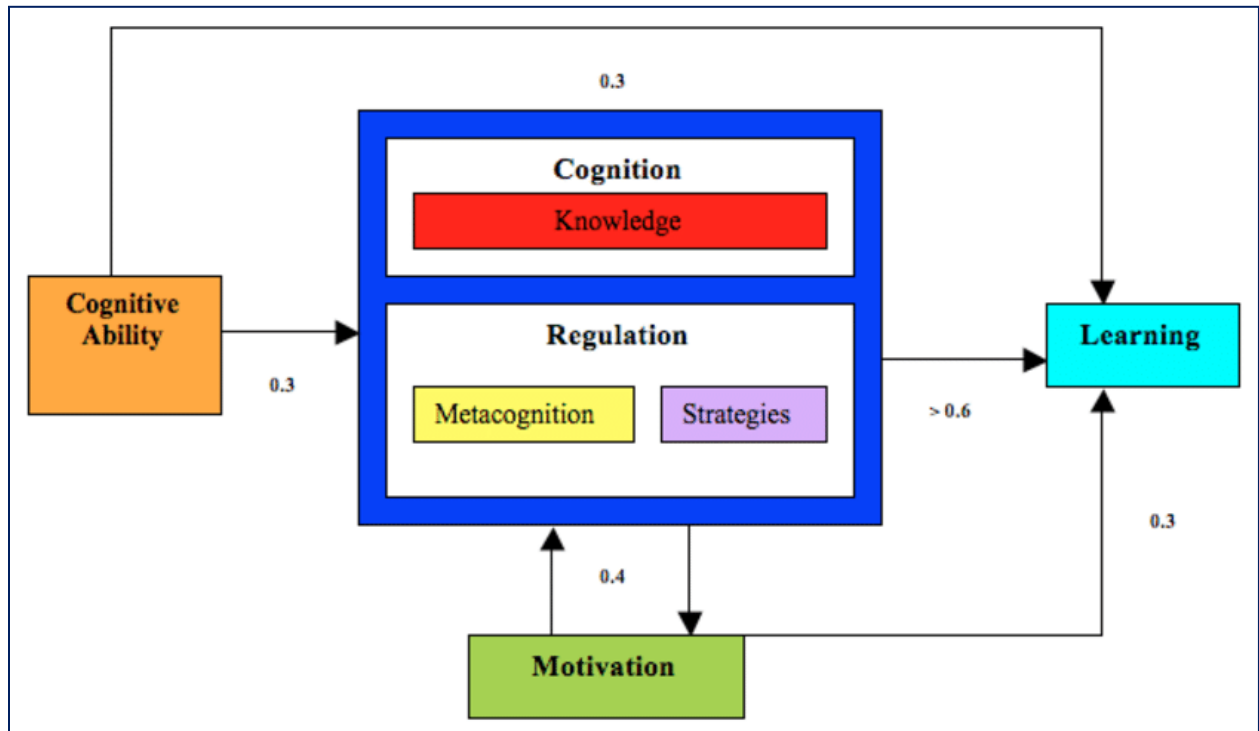 0.3
Cognition
Knowledge
Cognitive
Ability
0.3
Regulation
Metacognition
Strategies
Learning
> 0.6
0.3
0.4
Motivation